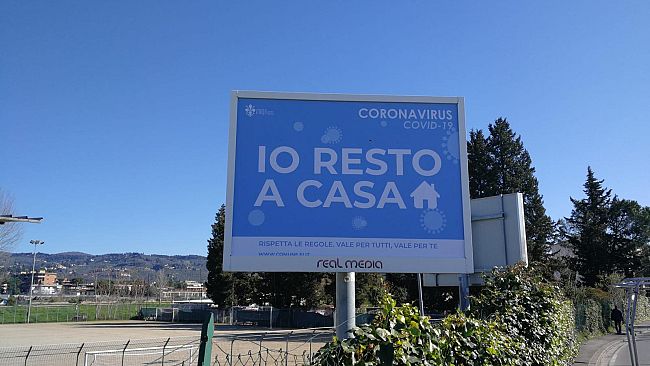 CORONAVIRUS
COVID-19
IO RESTO
A CASA
RISPETTA LE REGOLE. VALE PER TUTTI, VALE PER TE
real media